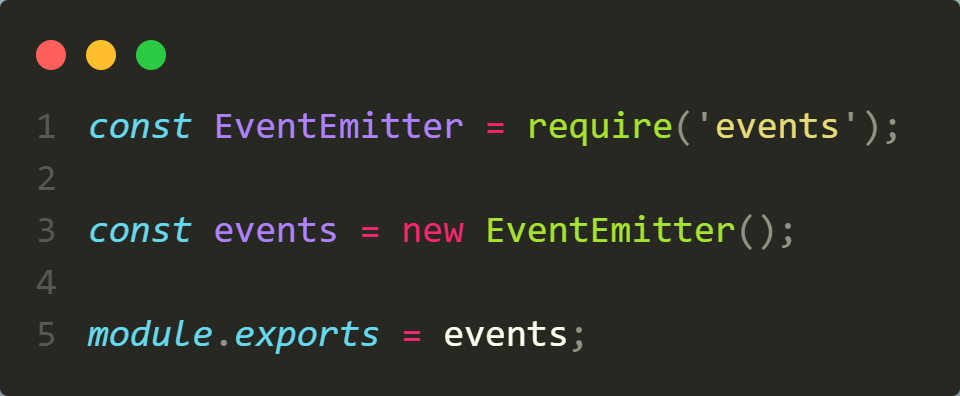 1 const EventEmitter = require('events');
2
3 const events = new EventEmitter();
4
5 module.exports = events;